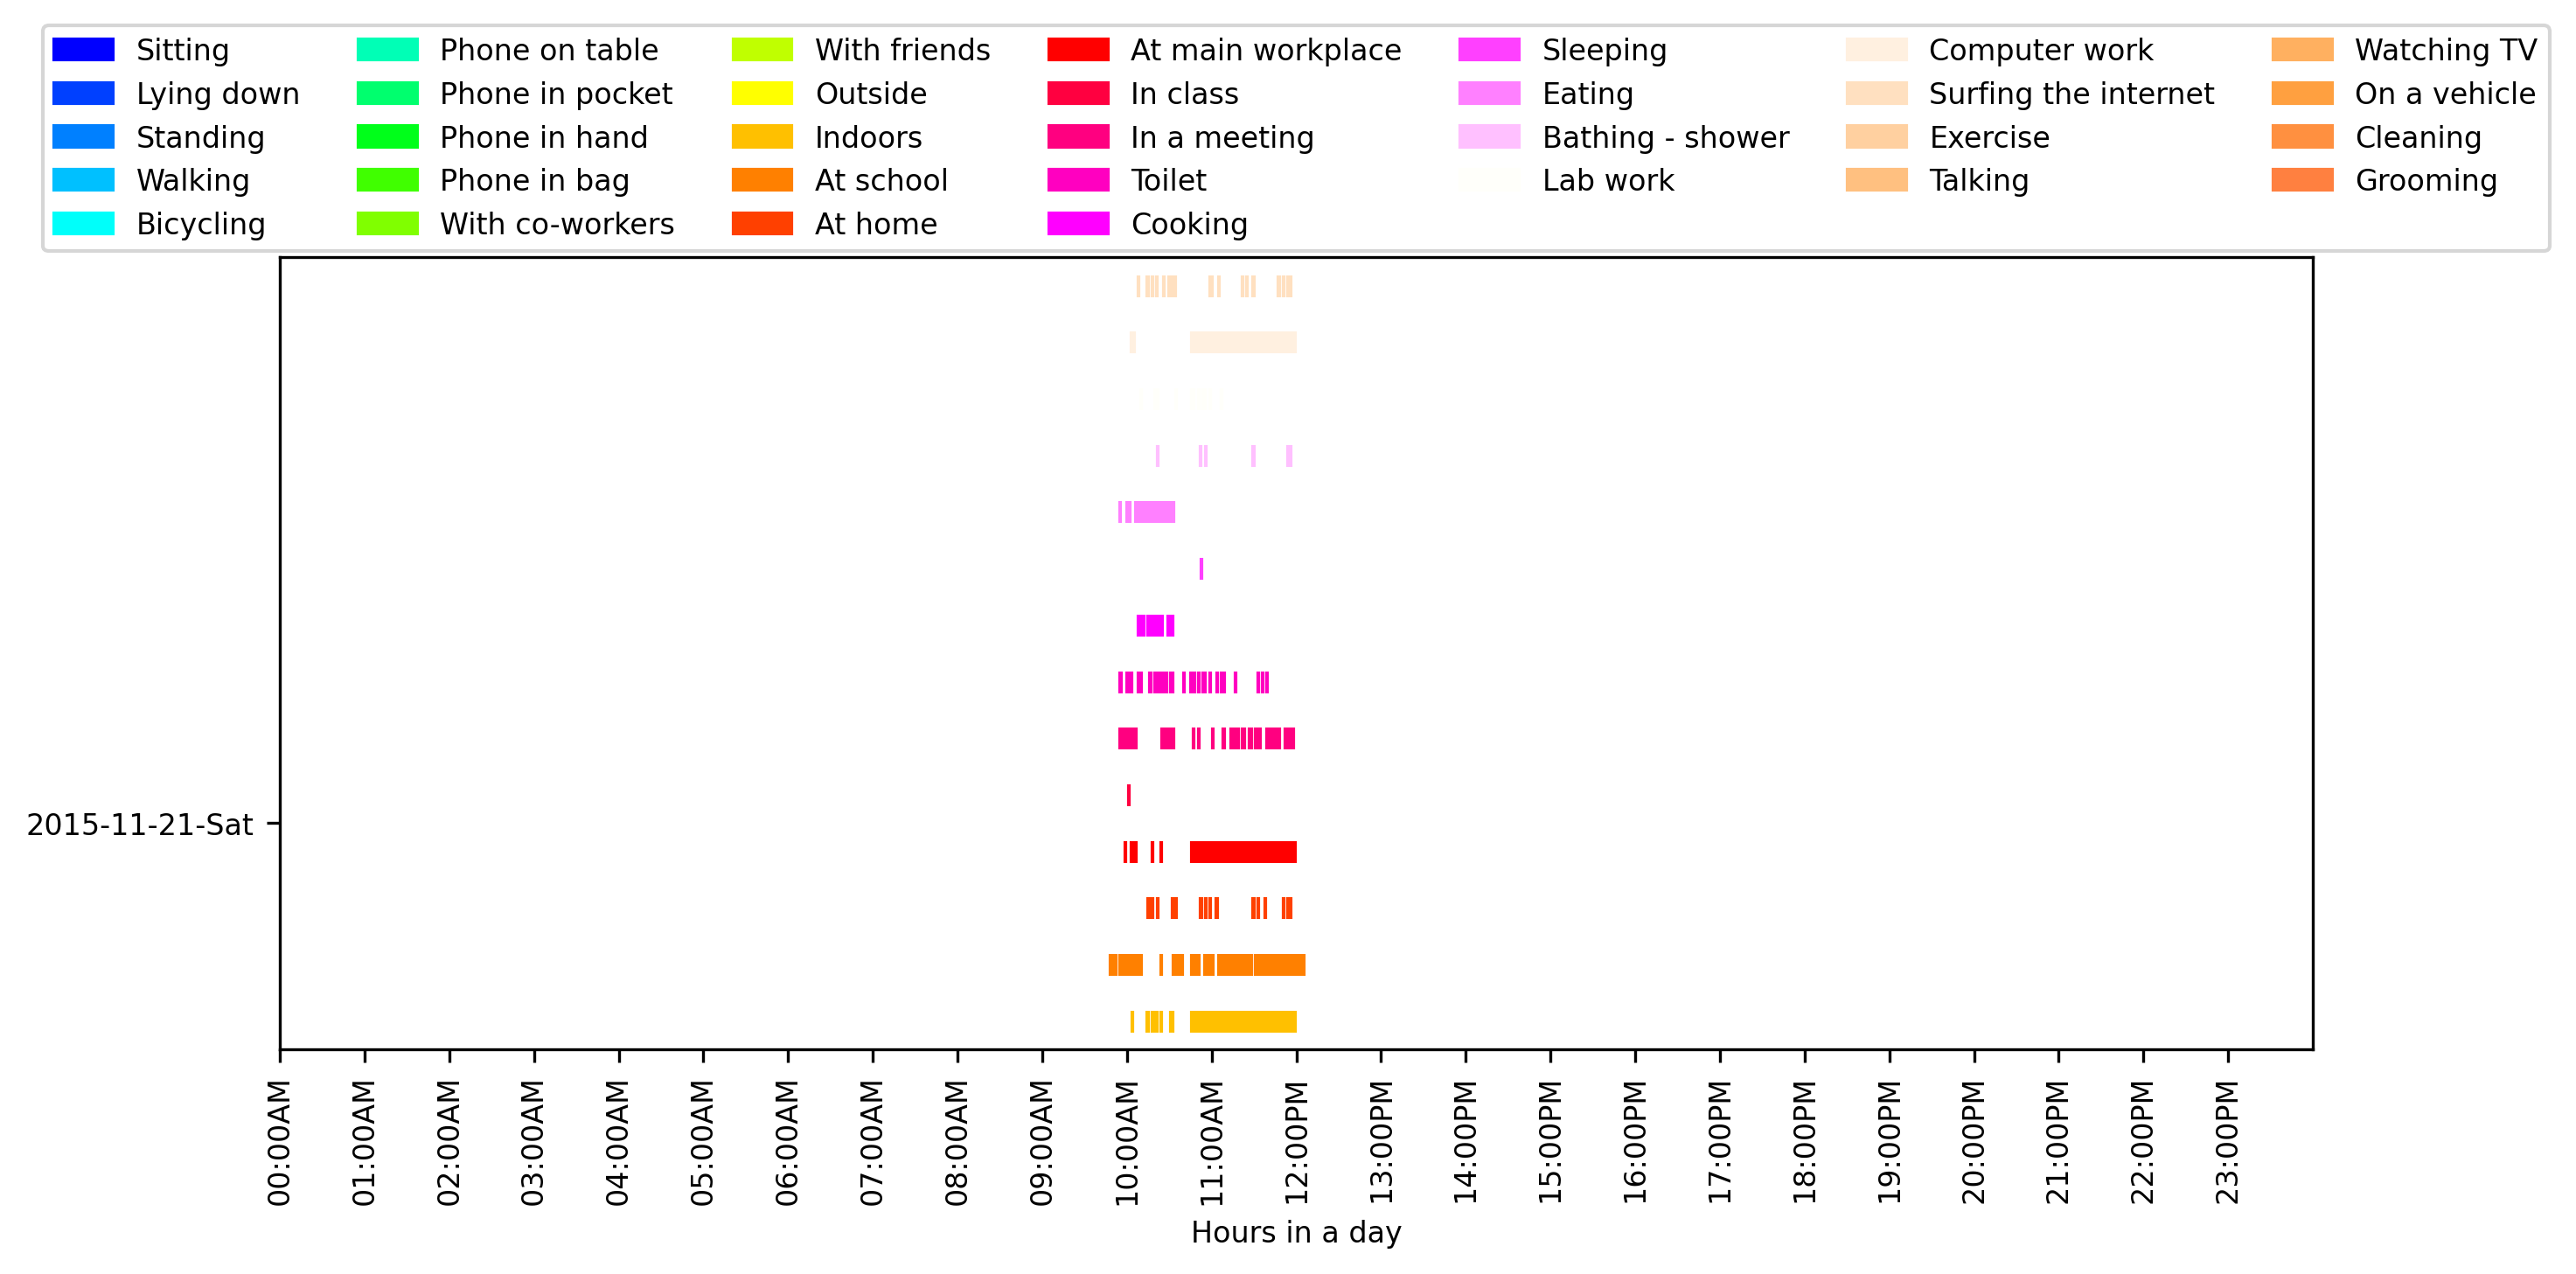 Sitting
Lying down
Standing
Walking
Bicycling
Phone on table
Phone in pocket
Phone in hand
Phone in bag
With co-workers
With friends
Outside
Indoors
At school
At home
At main workplace
In class
In a meeting
Toilet
Cooking
Sleeping
Eating
Bathing - shower
Lab work
Computer work
Surfing the internet
Exercise
Talking
Watching TV
On a vehicle
Cleaning
Grooming
2015-11-21-Sat
00:00AM
01:00AM
02:00AM
03:00AM
04:00AM
05:00AM
06:00AM
07:00AM
08:00AM
09:00AM
10:00AM
11:00AM
12:00PM
13:00PM
14:00PM
15:00PM
16:00PM
17:00PM
18:00PM
19:00PM
20:00PM
21:00PM
22:00PM
23:00PM
Hours in a day